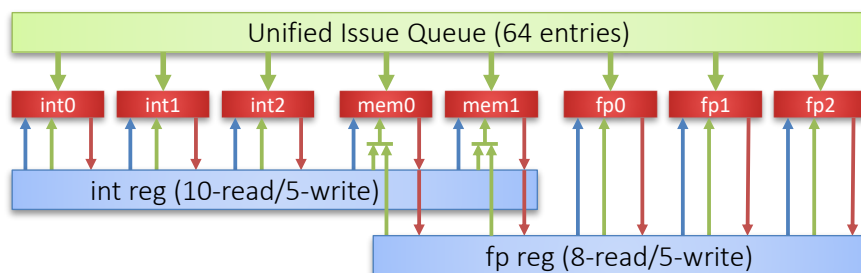 Unified Issue Queue (64 entries)
int0 int1 int2 mem0 mem1 fp0 fp1 fp2
int reg (10-read/5-write)
fp reg (8-read/5-write)